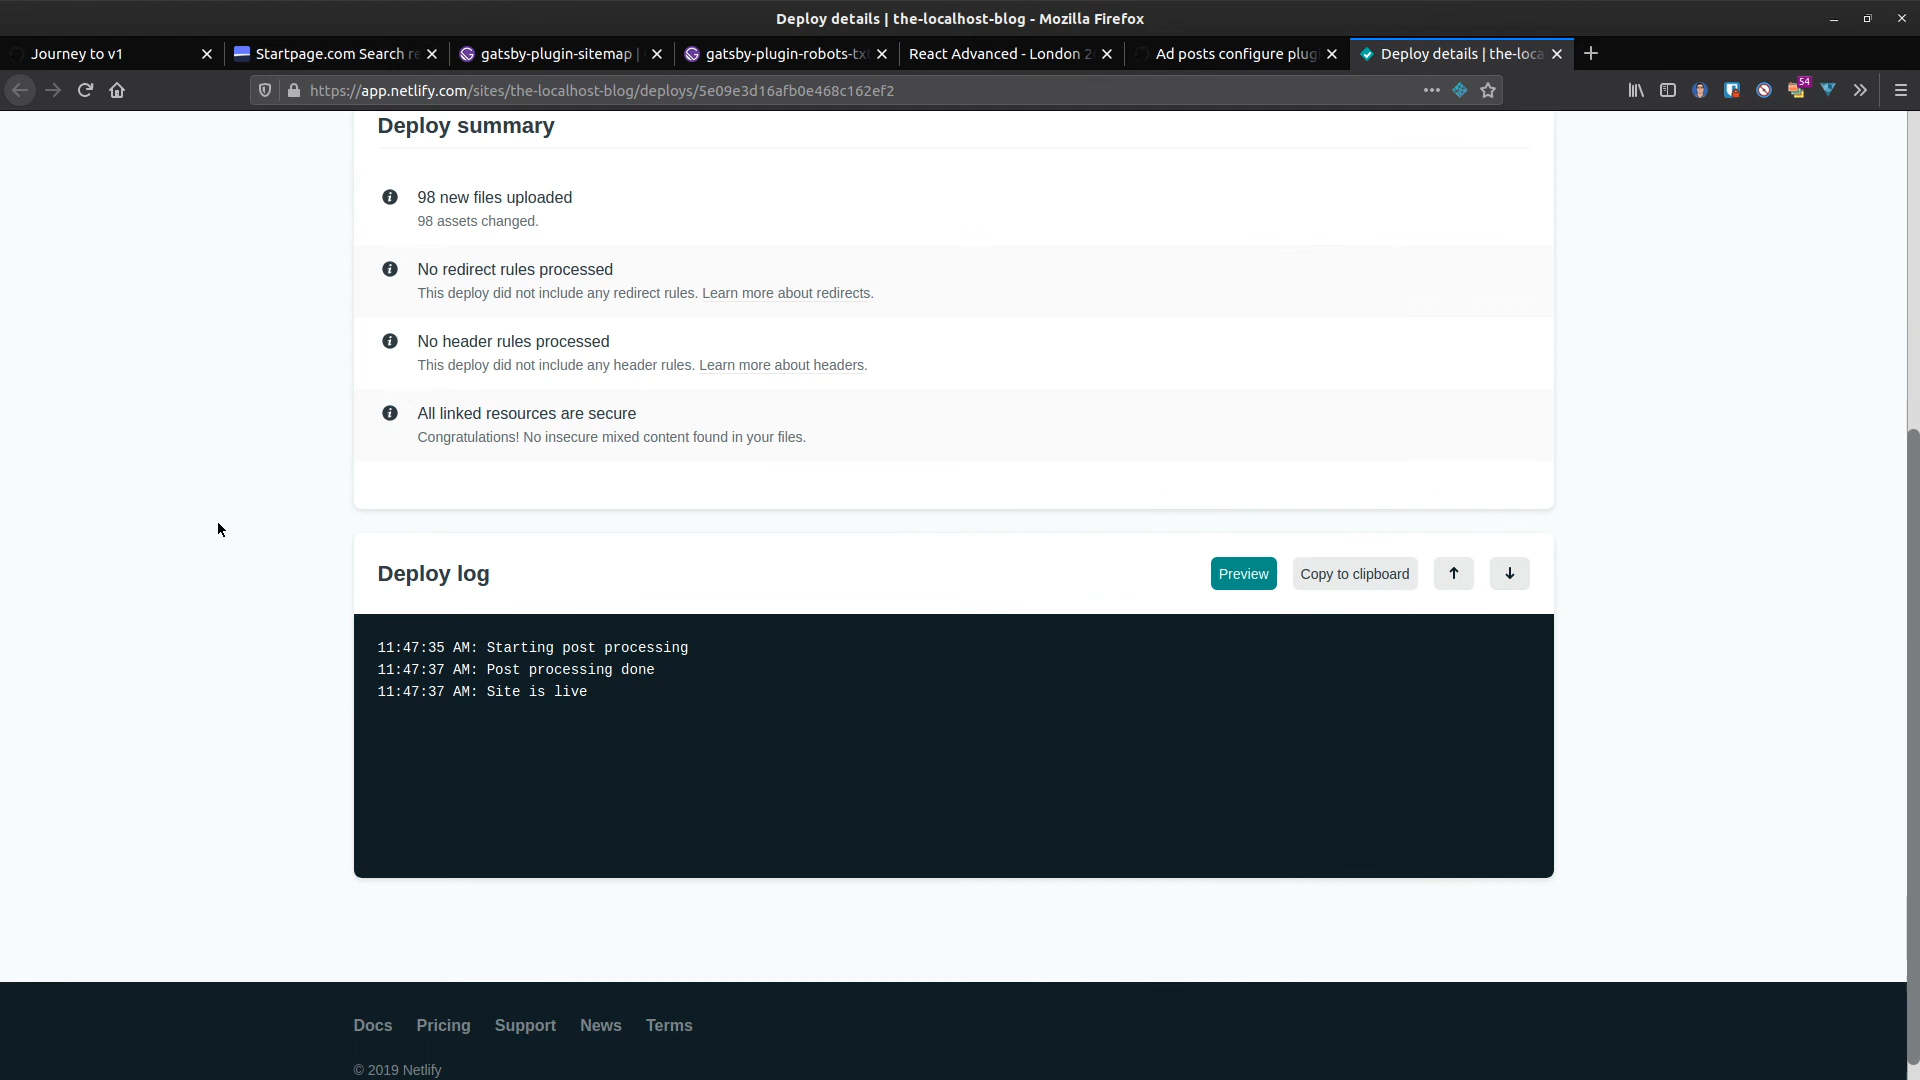 Deploy details | the-localhost-blog - Mozilla Firefox
Journey to v1
Startpage.com Search re
gatsby-plugin-sitemap |
gatsby-plugin-robots-txt
React Advanced - London 2
Ad posts configure plug
Deploy details | the-loca
https://app.netlify.com/sites/the-localhost-blog/deploys/5e09e3d16afb0e468c162ef2
54
Deploy summary
98 new files uploaded
98 assets changed.
No redirect rules processed
This deploy did not include any redirect rules. Learn more about redirects.
No header rules processed
This deploy did not include any header rules. Learn more about headers.
All linked resources are secure
Congratulations! No insecure mixed content found in your files.
Deploy log
Preview
Copy to clipboard
11:47:35 AM: Starting post processing
11:47:37 AM: Post processing done
11:47:37 AM: Site is live
Docs Pricing Support News Terms
© 2019 Netlify